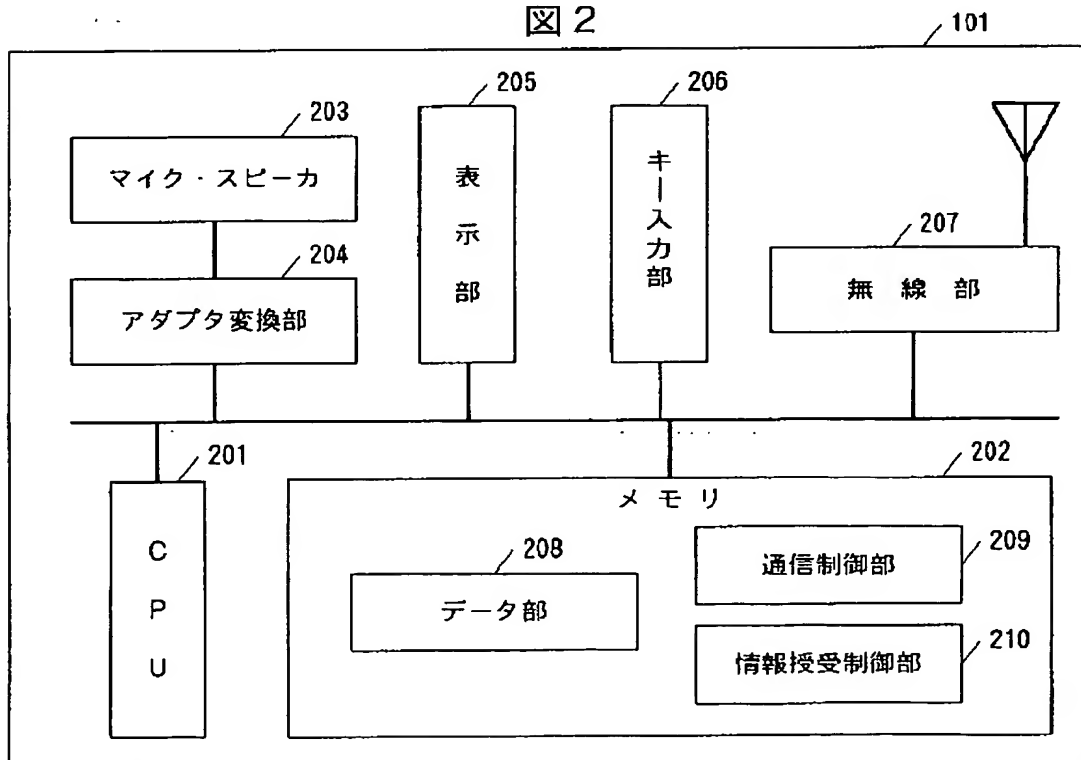 図2
101
203
マイク・スピーカ
204
アダプタ変換部
205
表示部
206
キー入力部
207
無線部
201
CPU
202
メモリ
208
データ部
209
通信制御部
210
情報授受制御部